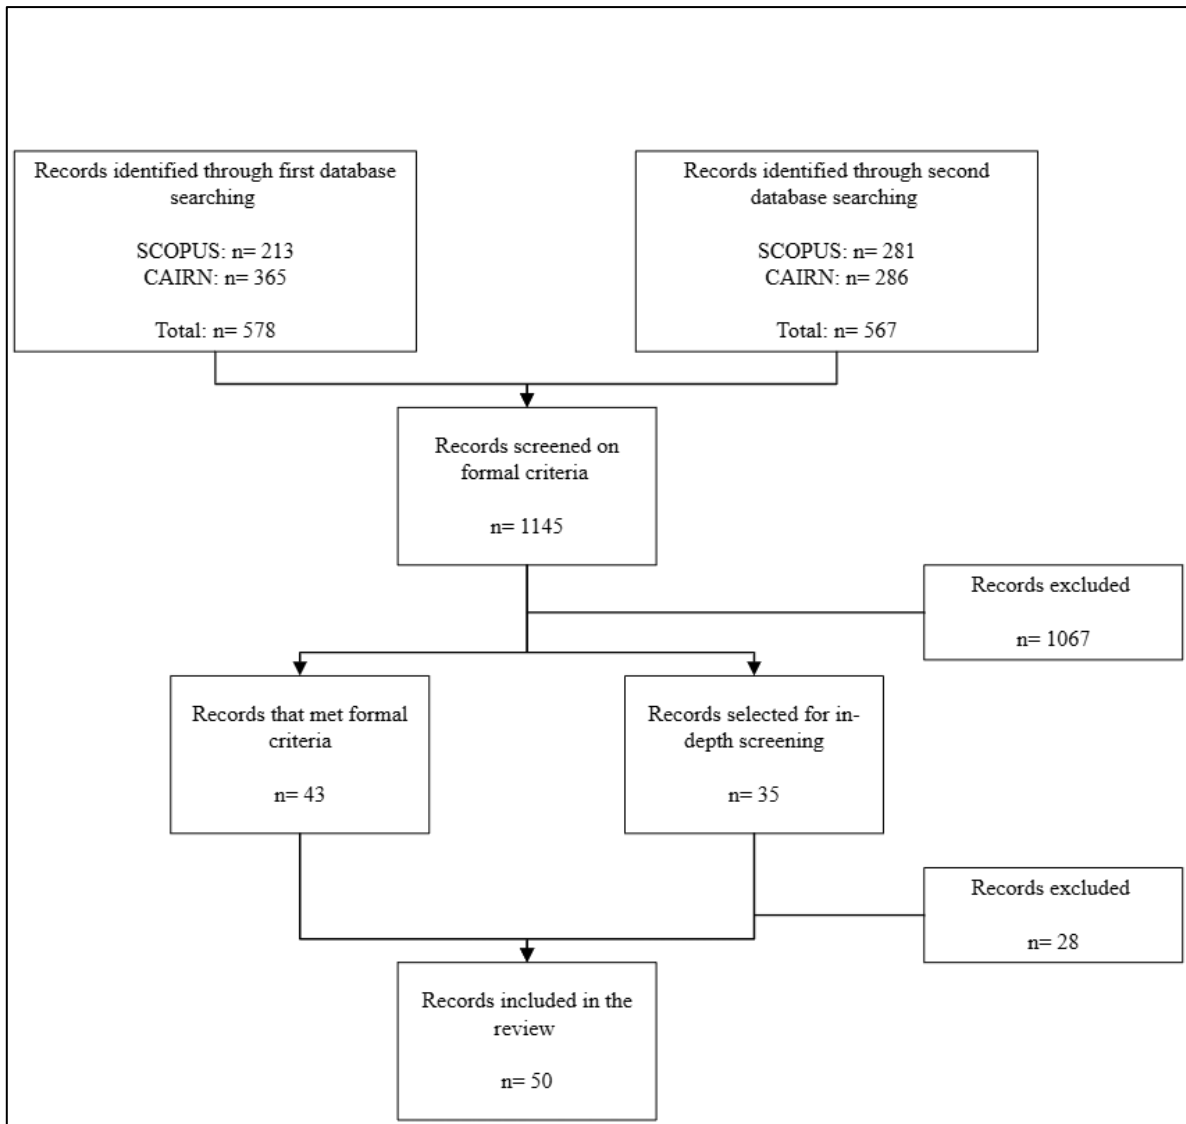 Records identified through first database
searching
SCOPUS: n= 213
CAIRN: n= 365
Total: n= 578
Records identified through second
database searching
SCOPUS: n= 281
CAIRN: n= 286
Total: n= 567
Records screened on
formal criteria
n= 1145
Records excluded
n= 1067
Records that met formal
criteria
n= 43
Records selected for in-
depth screening
n= 35
Records excluded
n= 28
Records included in the
review
n= 50